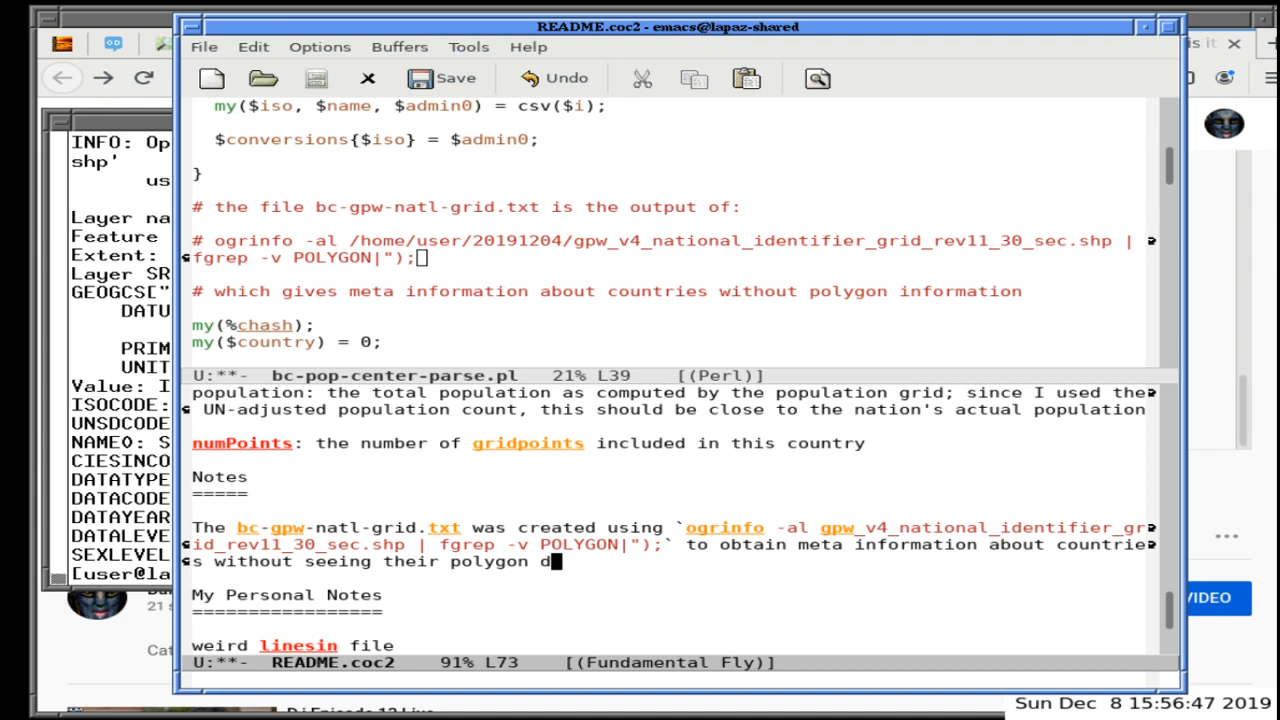 README.coc2 - emacs@lapaz-shared
File Edit Options Buffers Tools Help
Save Undo
is it
my($iso, $name, $admin0) = csv($i);
$conversions{$iso} = $admin0;
}
# the file bc-gpw-natl-grid.txt is the output of:
# ogrinfo -al /home/user/20191204/gpw_v4_national_identifier_grid_rev11_30_sec.shp |
fgrep -v POLYGON|");
# which gives meta information about countries without polygon information
my(%chash);
my($country) = 0;
U:**- bc-pop-center-parse.pl 21% L39 [(Perl)]
population: the total population as computed by the population grid; since I used the
UN-adjusted population count, this should be close to the nation's actual population
numPoints: the number of gridpoints included in this country
Notes
=====
The bc-gpw-natl-grid.txt was created using `ogrinfo -al gpw_v4_national_identifier_gr
id_rev11_30_sec.shp | fgrep -v POLYGON|");` to obtain meta information about countrie
s without seeing their polygon d
My Personal Notes
=================
weird linesin file
U:**- README.coc2 91% L73 [(Fundamental Fly)]
INFO: Op
shp'
us
Layer na
Feature
Extent:
Layer SR
GEOGCS["
DATU
PRIM
UNIT
Value: I
ISOCODE:
UNSDCODE
NAME0: S
CIESINCO
DATATYPE
DATACODE
DATAYEAR
DATALEVE
SEXLEVEL
[user@la
21 s
Cat
VIDEO
Sun Dec 8 15:56:47 2019